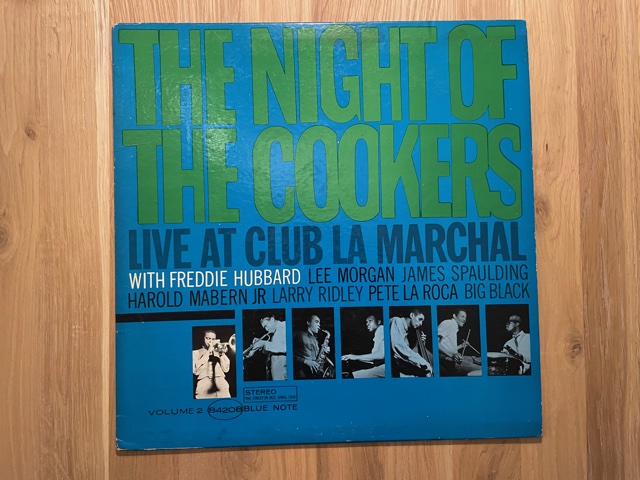 THE NIGHT OF
THE COOKERS
LIVE AT CLUB LA MARCHAL
WITH FREDDIE HUBBARD LEE MORGAN JAMES SPAULDING
HAROLD MABERN JR LARRY RIDLEY PETE LA ROCA BIG BLACK
STEREO
VOLUME 2 84208 BLUE NOTE